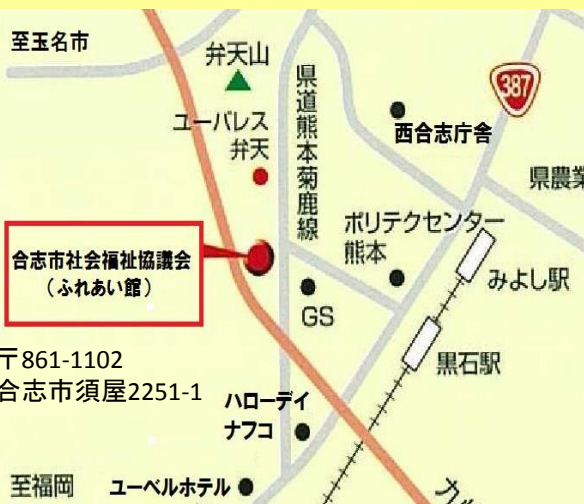 至玉名市
弁天山
387
ユーパレス
弁天
県道熊本菊鹿線
西合志庁舎
県農業
合志市社会福祉協議会
（ふれあい館）
ポリテクセンター
熊本
みよし駅
GS
黒石駅
〒861-1102
合志市須屋2251-1
ハローデイ
ナフコ
至福岡
ユーベルホテル